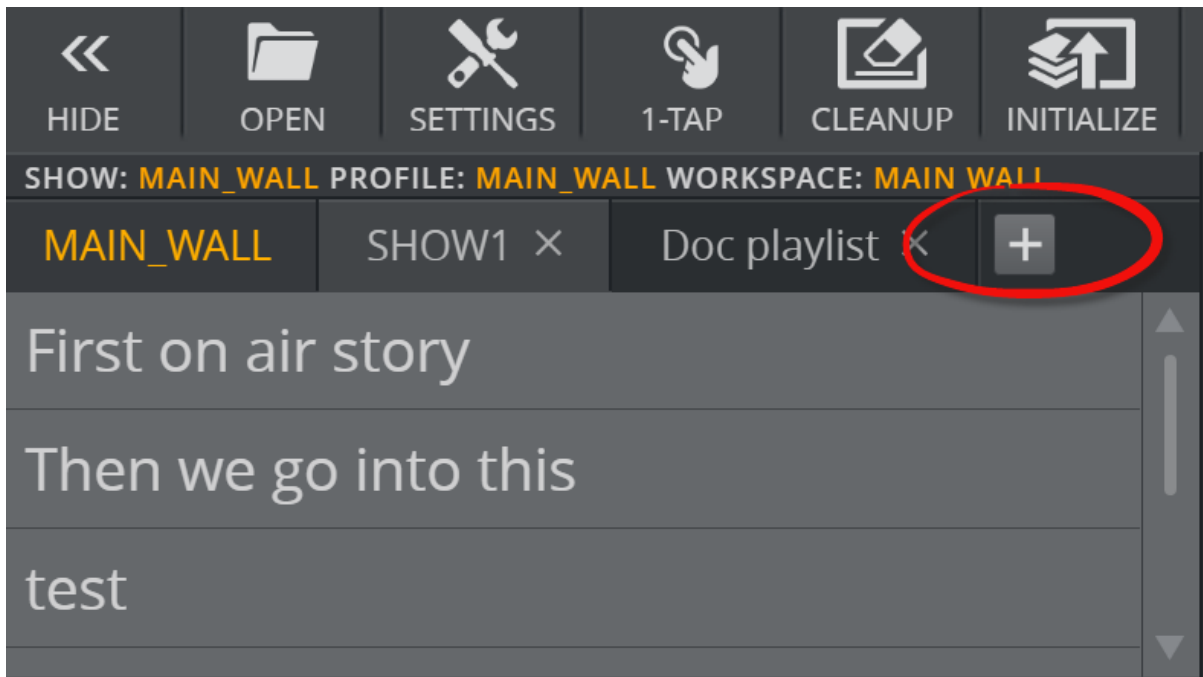 HIDE OPEN SETTINGS 1-TAP CLEANUP INITIALIZE
SHOW: MAIN_WALL PROFILE: MAIN_WALL WORKSPACE: MAIN WALL
MAIN_WALL SHOW1 Doc playlist
First on air story
Then we go into this
test